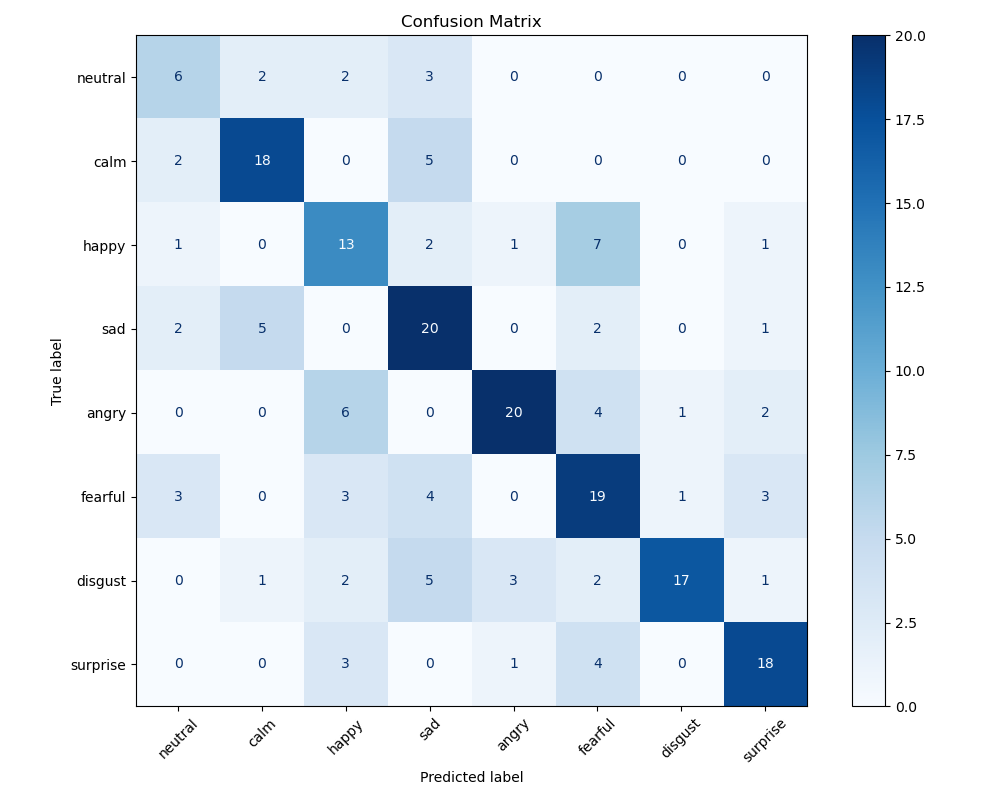 Confusion Matrix
neutral 6 2 2 3 0 0 0 0
calm 2 18 0 5 0 0 0 0
happy 1 0 13 2 1 7 0 1
sad 2 5 0 20 0 2 0 1
angry 0 0 6 0 20 4 1 2
fearful 3 0 3 4 0 19 1 3
disgust 0 1 2 5 3 2 17 1
surprise 0 0 3 0 1 4 0 18
neutral calm happy sad angry fearful disgust surprise
Predicted label
True label
20.0
17.5
15.0
12.5
10.0
7.5
5.0
2.5
0.0